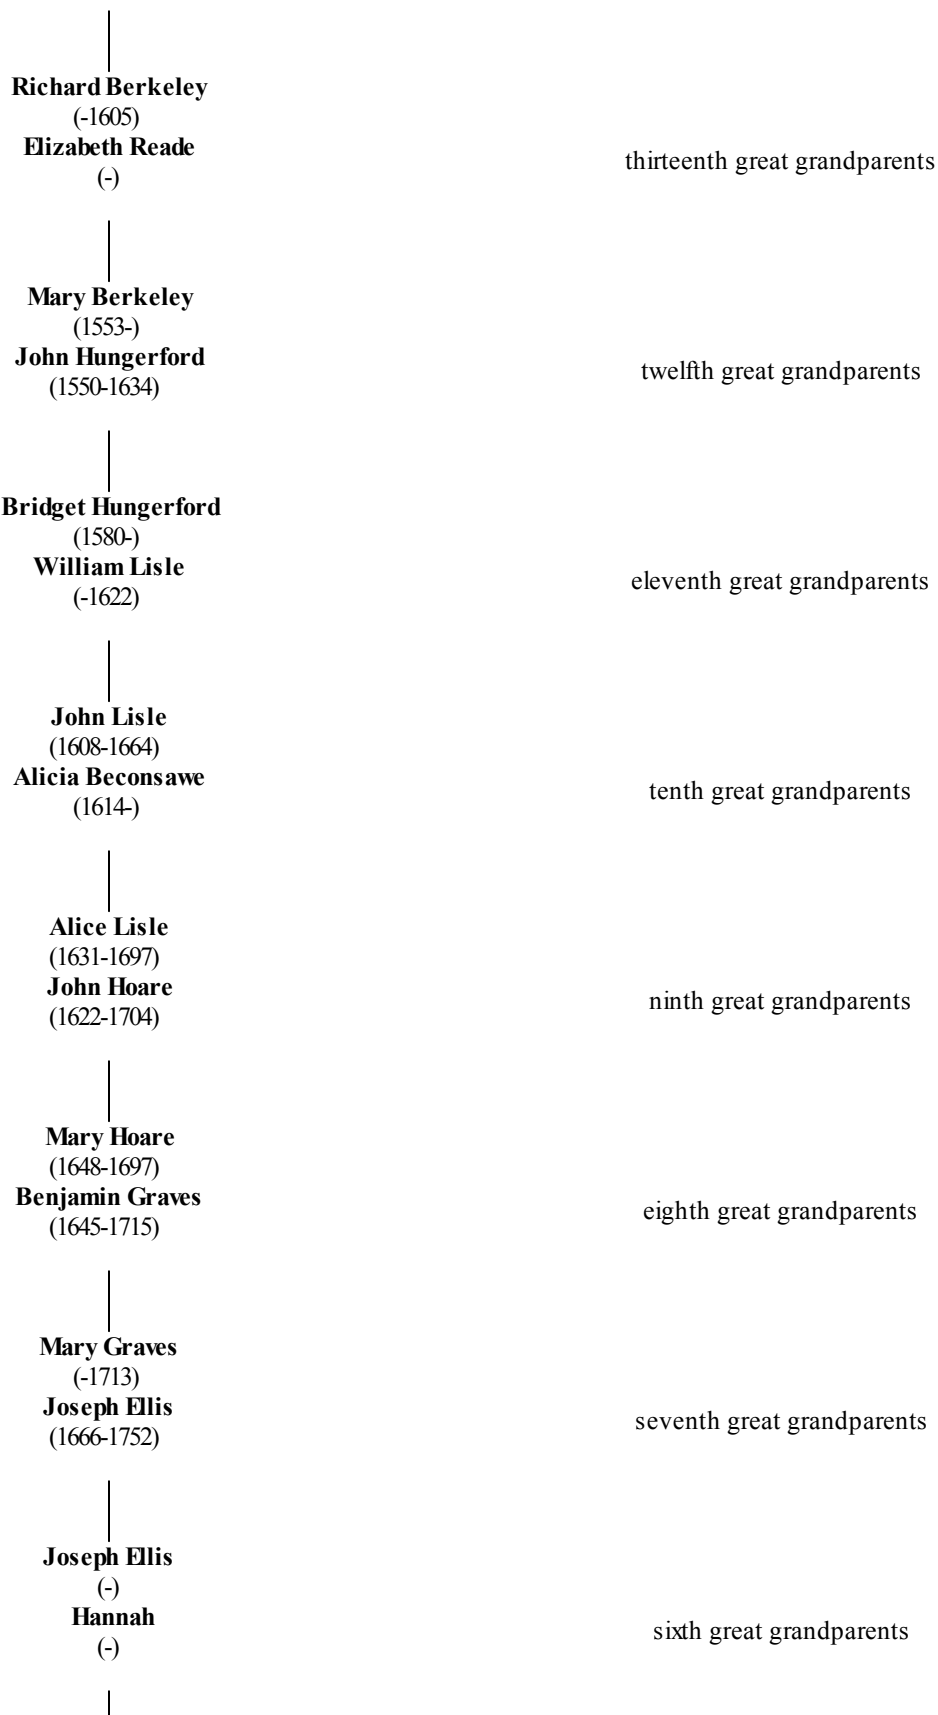 Richard Berkeley
(-1605)
Elizabeth Reade
(-)
thirteenth great grandparents
Mary Berkeley
(1553-)
John Hungerford
(1550-1634)
twelfth great grandparents
Bridget Hungerford
(1580-)
William Lisle
(-1622)
eleventh great grandparents
John Lisle
(1608-1664)
Alicia Beconsawe
(1614-)
tenth great grandparents
Alice Lisle
(1631-1697)
John Hoare
(1622-1704)
ninth great grandparents
Mary Hoare
(1648-1697)
Benjamin Graves
(1645-1715)
eighth great grandparents
Mary Graves
(-1713)
Joseph Ellis
(1666-1752)
seventh great grandparents
Joseph Ellis
(-)
Hannah
(-)
sixth great grandparents